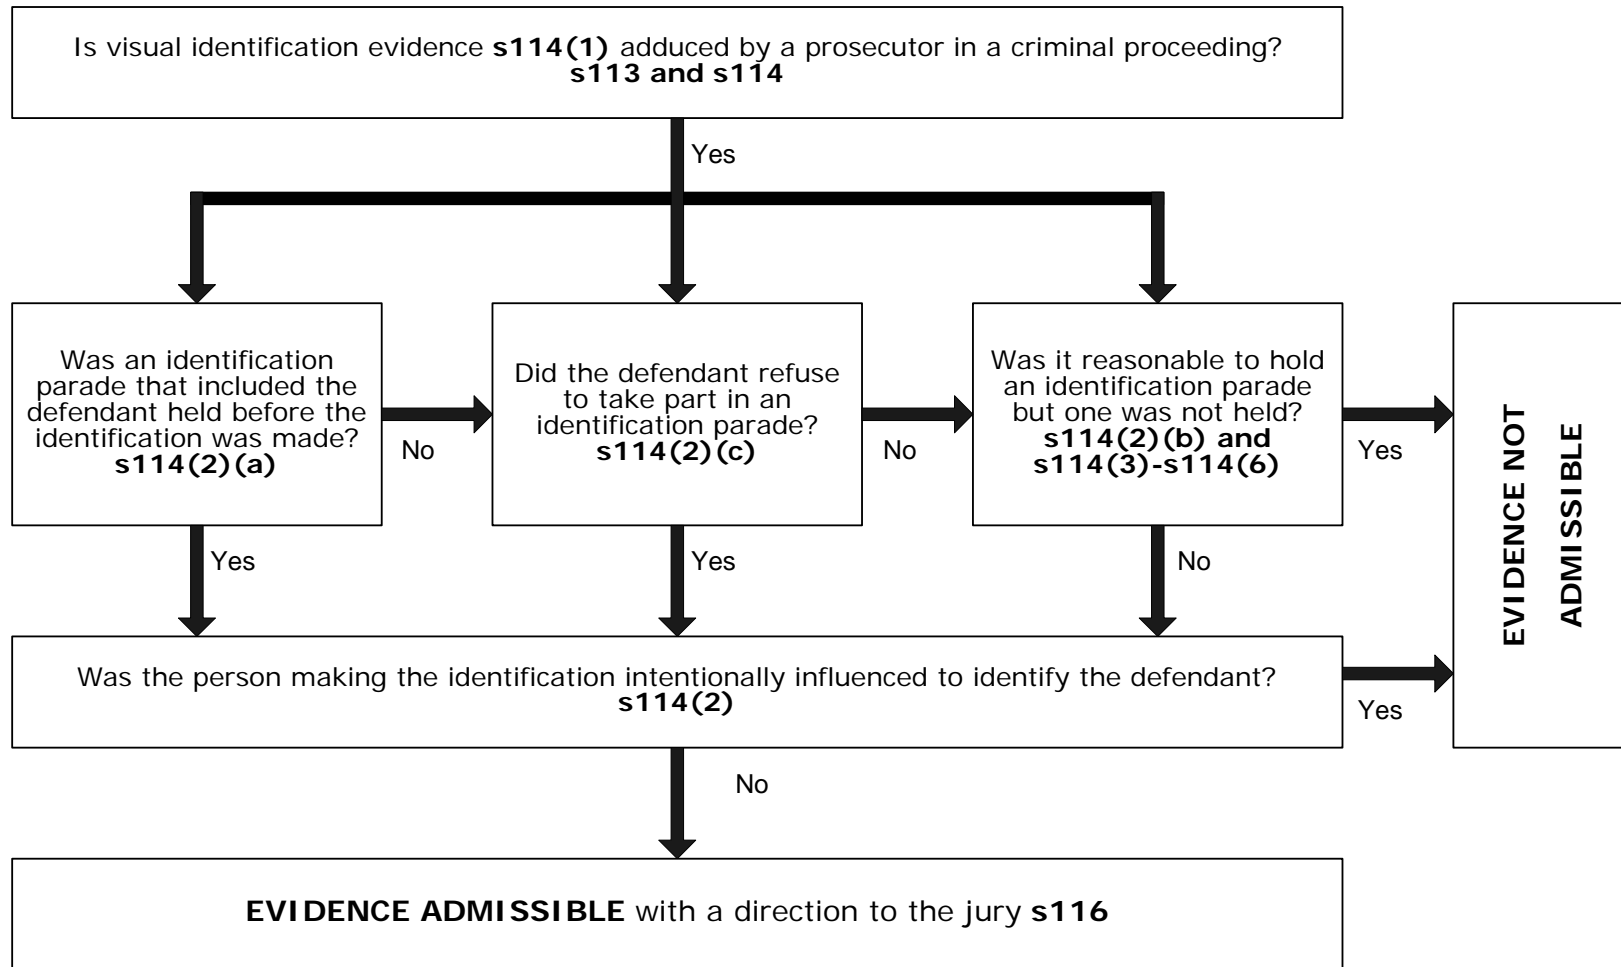 Is visual identification evidence s114(1) adduced by a prosecutor in a criminal proceeding?
s113 and s114
Yes
Was an identification
parade that included the
defendant held before the
identification was made?
s114(2)(a)
No
Did the defendant refuse
to take part in an
identification parade?
s114(2)(c)
No
Was it reasonable to hold
an identification parade
but one was not held?
s114(2)(b) and
s114(3)-s114(6)
Yes
EVIDENCE NOT
ADMISSIBLE
Yes
Yes
No
Was the person making the identification intentionally influenced to identify the defendant?
s114(2)
Yes
No
EVIDENCE ADMISSIBLE with a direction to the jury s116